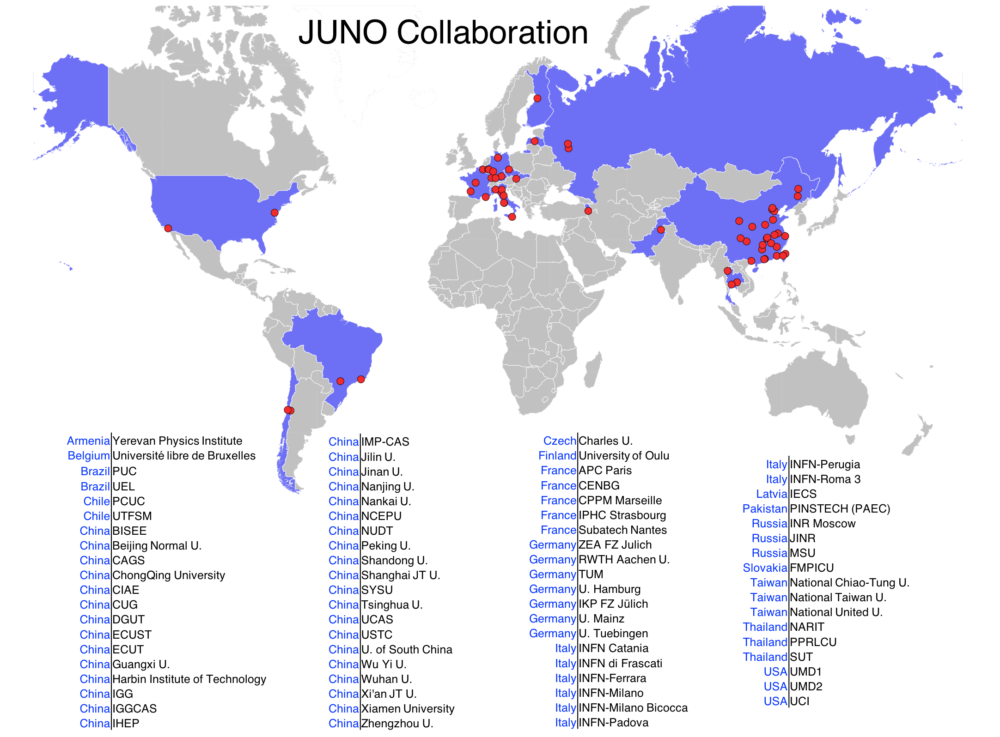 JUNO Collaboration
Armenia Yerevan Physics Institute
Belgium Université libre de Bruxelles
Brazil PUC
Brazil UEL
Chile PCUC
Chile UTFSM
China BISEE
China Beijing Normal U.
China CAGS
China ChongQing University
China CIAE
China CUG
China DGUT
China ECUST
China ECUT
China Guangxi U.
China Harbin Institute of Technology
China IGG
China IGGCAS
China IHEP
China IMP-CAS
China Jilin U.
China Jinan U.
China Nanjing U.
China Nankai U.
China NCEPU
China NUDT
China Peking U.
China Shandong U.
China Shanghai JT U.
China SYSU
China Tsinghua U.
China UCAS
China USTC
China U. of South China
China Wu Yi U.
China Wuhan U.
China Xi'an JT U.
China Xiamen University
China Zhengzhou U.
Czech Charles U.
Finland University of Oulu
France APC Paris
France CENBG
France CPPM Marseille
France IPHC Strasbourg
France Subatech Nantes
Germany ZEA FZ Julich
Germany RWTH Aachen U.
Germany TUM
Germany U. Hamburg
Germany IKP FZ Jülich
Germany U. Mainz
Germany U. Tuebingen
Italy INFN Catania
Italy INFN di Frascati
Italy INFN-Ferrara
Italy INFN-Milano
Italy INFN-Milano Bicocca
Italy INFN-Padova
Italy INFN-Perugia
Italy INFN-Roma 3
Latvia IECS
Pakistan PINSTECH (PAEC)
Russia INR Moscow
Russia JINR
Russia MSU
Slovakia FMPICU
Taiwan National Chiao-Tung U.
Taiwan National Taiwan U.
Taiwan National United U.
Thailand NARIT
Thailand PPRLCU
Thailand SUT
USA UMD1
USA UMD2
USA UCI